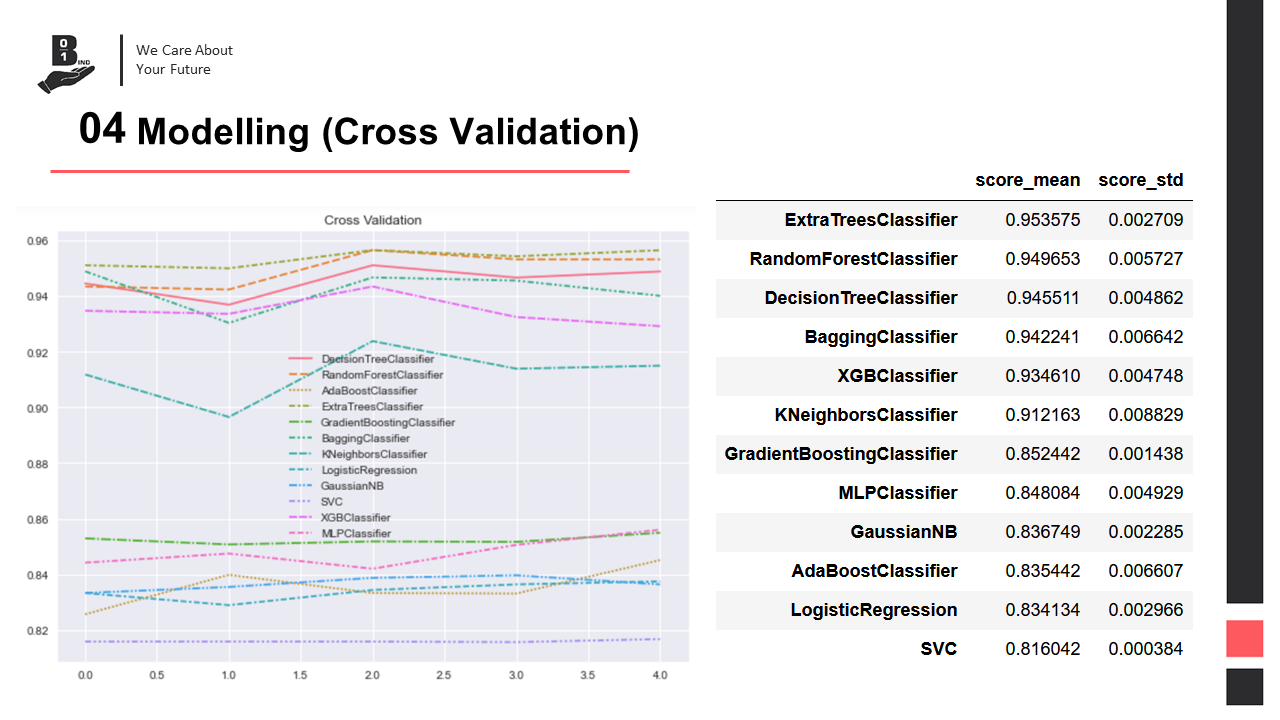 0
B
1
IND
We Care About
Your Future
04 Modelling (Cross Validation)
Cross Validation
0.96
0.94
0.92
0.90
0.88
0.86
0.84
0.82
DecisionTreeClassifier
RandomForestClassifier
AdaBoostClassifier
ExtraTreesClassifier
GradientBoostingClassifier
BaggingClassifier
KNeighborsClassifier
LogisticRegression
GaussianNB
SVC
XGBClassifier
MLPClassifier
0.0 0.5 1.0 1.5 2.0 2.5 3.0 3.5 4.0
score_mean score_std
ExtraTreesClassifier 0.953575 0.002709
RandomForestClassifier 0.949653 0.005727
DecisionTreeClassifier 0.945511 0.004862
BaggingClassifier 0.942241 0.006642
XGBClassifier 0.934610 0.004748
KNeighborsClassifier 0.912163 0.008829
GradientBoostingClassifier 0.852442 0.001438
MLPClassifier 0.848084 0.004929
GaussianNB 0.836749 0.002285
AdaBoostClassifier 0.835442 0.006607
LogisticRegression 0.834134 0.002966
SVC 0.816042 0.000384